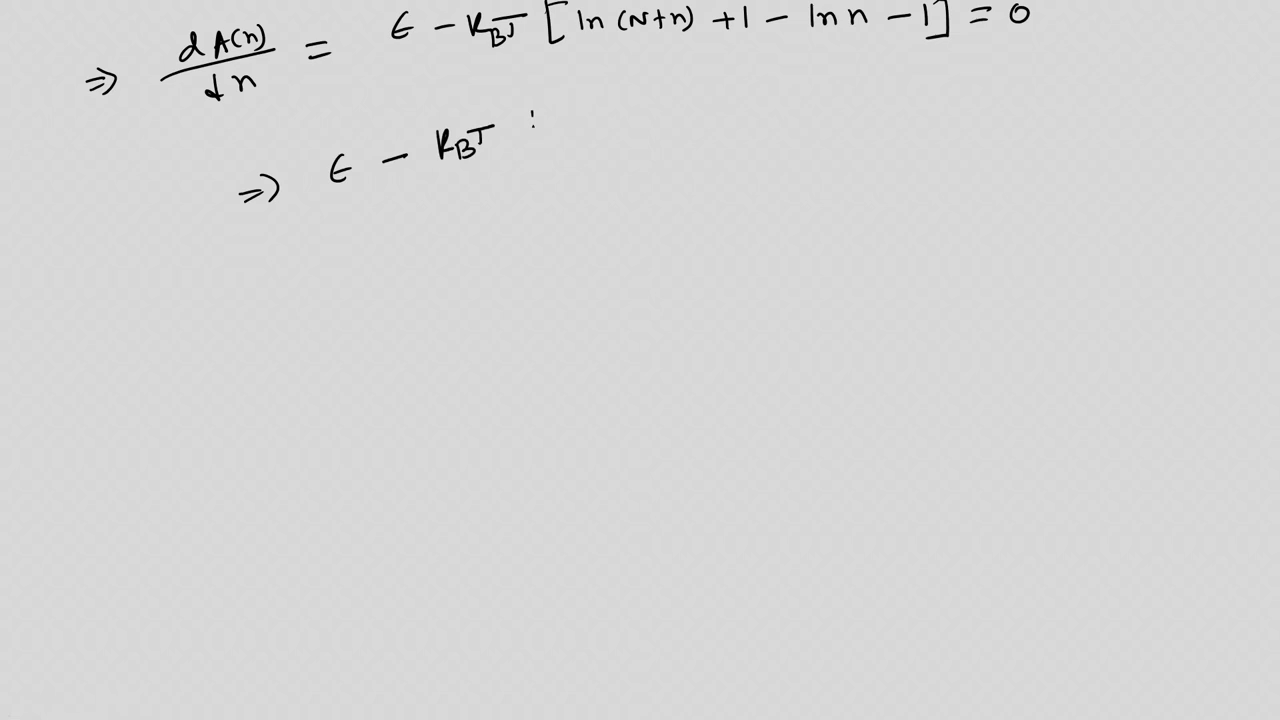 ⇒ dA(n)/dn = ϵ − K_BT [ln (N+n) + 1 − ln n − 1] = 0
⇒ ϵ − K_BT